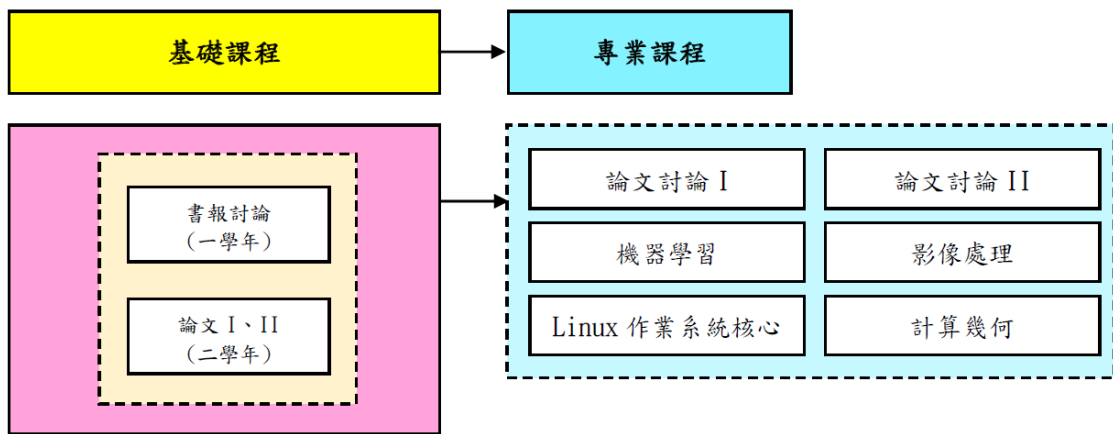 基礎課程
專業課程
書報討論
（一學年）
論文 I、II
（二學年）
論文討論 I
論文討論 II
機器學習
影像處理
Linux 作業系統核心
計算幾何